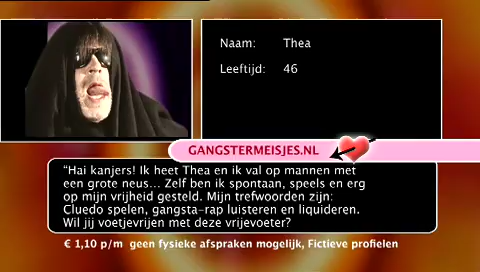 Naam: Thea
Leeftijd: 46
GANGSTERMEISJES.NL
“Hai kanjers! Ik heet Thea en ik val op mannen met
een grote neus... Zelf ben ik spontaan, speels en erg
op mijn vrijheid gesteld. Mijn trefwoorden zijn:
Cluedo spelen, gangsta-rap luisteren en liquideren.
Wil jij voetjevrijen met deze vrijevoeter?
€ 1,10 p/m geen fysieke afspraken mogelijk, Fictieve profielen